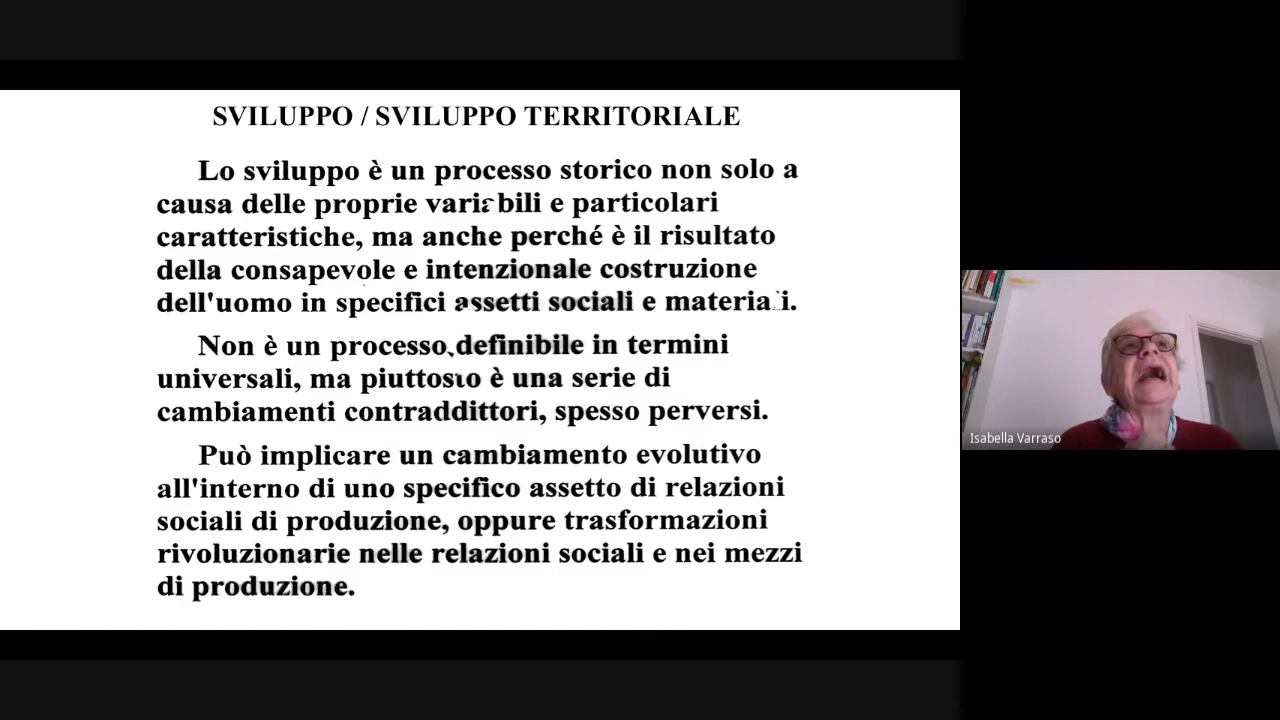 SVILUPPO / SVILUPPO TERRITORIALE
Lo sviluppo è un processo storico non solo a
causa delle proprie variabili e particolari
caratteristiche, ma anche perché è il risultato
della consapevole e intenzionale costruzione
dell'uomo in specifici assetti sociali e materiali.
Non è un processo definibile in termini
universali, ma piuttosto è una serie di
cambiamenti contraddittori, spesso perversi.
Può implicare un cambiamento evolutivo
all'interno di uno specifico assetto di relazioni
sociali di produzione, oppure trasformazioni
rivoluzionarie nelle relazioni sociali e nei mezzi
di produzione.
Isabella Varraso